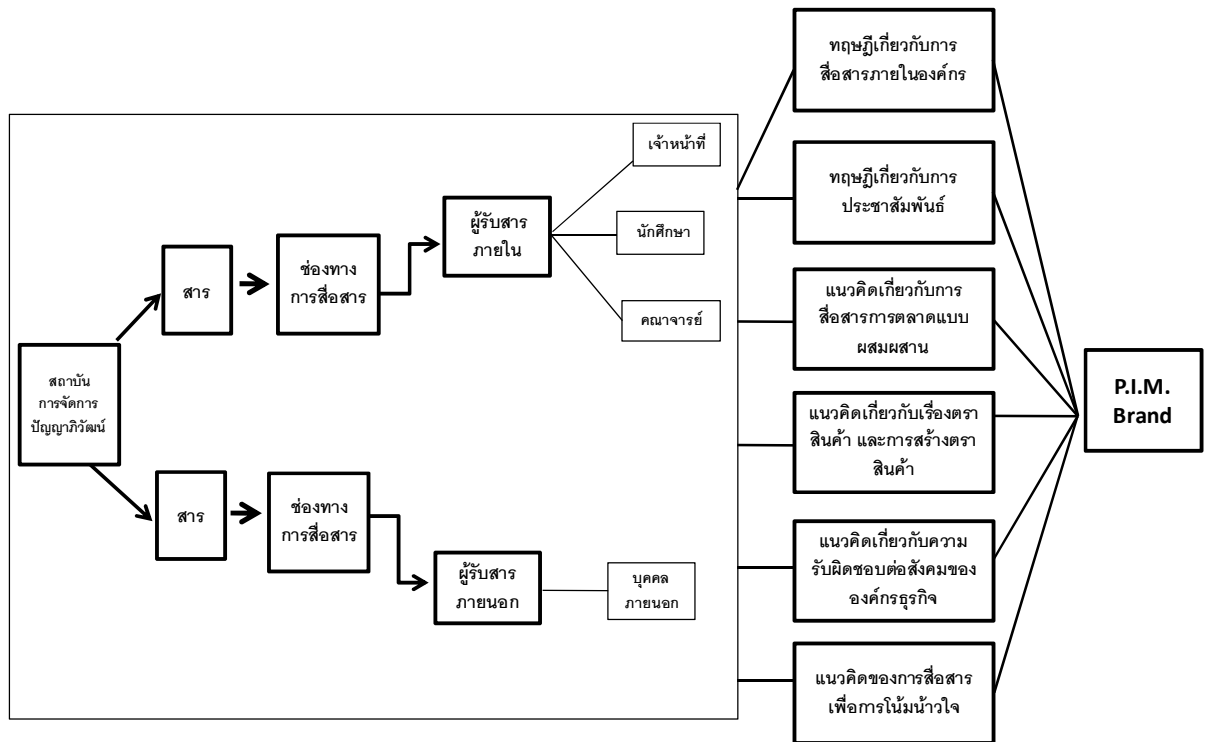 สถาบัน
การจัดการ
ปัญญาภิวัฒน์
สาร
ช่องทาง
การสื่อสาร
ผู้รับสาร
ภายใน
เจ้าหน้าที่
นักศึกษา
คณาจารย์
สาร
ช่องทาง
การสื่อสาร
ผู้รับสาร
ภายนอก
บุคคล
ภายนอก
ทฤษฎีเกี่ยวกับการ
สื่อสารภายในองค์กร
ทฤษฎีเกี่ยวกับการ
ประชาสัมพันธ์
แนวคิดเกี่ยวกับการ
สื่อสารการตลาดแบบ
ผสมผสาน
แนวคิดเกี่ยวกับเรื่องตรา
สินค้า และการสร้างตรา
สินค้า
แนวคิดเกี่ยวกับความ
รับผิดชอบต่อสังคมของ
องค์กรธุรกิจ
แนวคิดของการสื่อสาร
เพื่อการโน้มน้าวใจ
P.I.M.
Brand